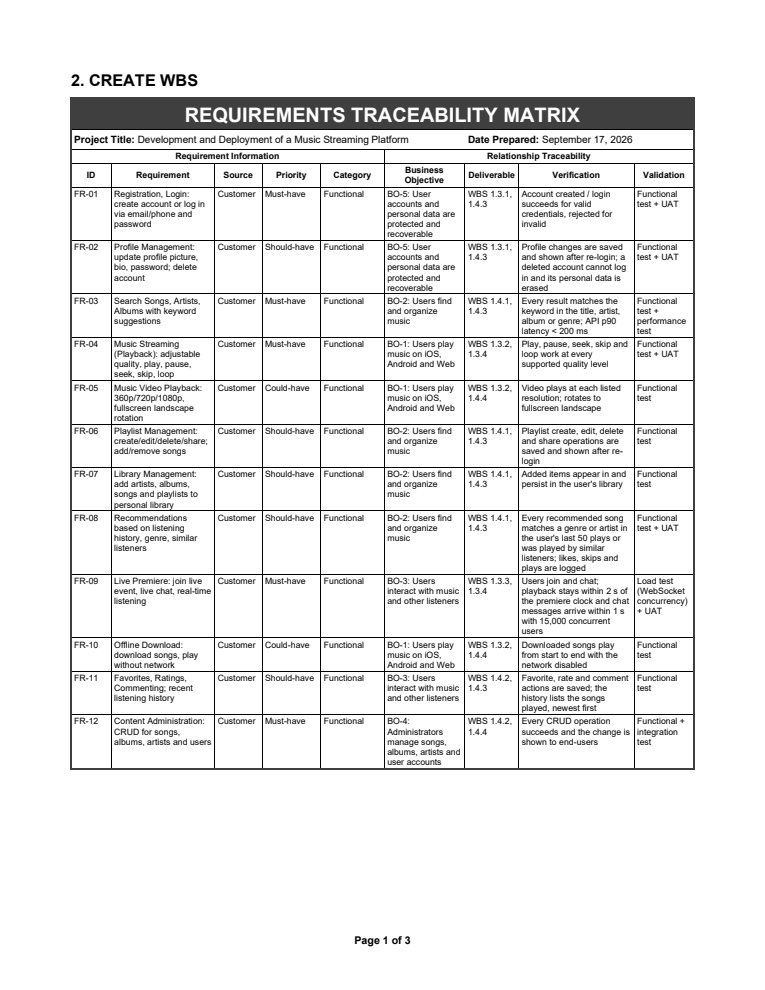 2. CREATE WBS
REQUIREMENTS TRACEABILITY MATRIX
Project Title: Development and Deployment of a Music Streaming Platform Date Prepared: September 17, 2026
Requirement Information Relationship Traceability
ID Requirement Source Priority Category Business Objective Deliverable Verification Validation
FR-01 Registration, Login: Customer Must-have Functional BO-5: User WBS 1.3.1, Account created / login Functional
create account or log in accounts and 1.4.3 succeeds for valid test + UAT
via email/phone and personal data are credentials, rejected for
password protected and invalid
recoverable
FR-02 Profile Management: Customer Should-have Functional BO-5: User WBS 1.3.1, Profile changes are saved Functional
update profile picture, accounts and 1.4.3 and shown after re-login; a test + UAT
bio, password; delete personal data are deleted account cannot log
account protected and in and its personal data is
recoverable erased
FR-03 Search Songs, Artists, Customer Must-have Functional BO-2: Users find WBS 1.4.1, Every result matches the Functional
Albums with keyword and organize 1.4.3 keyword in the title, artist, test +
suggestions music album or genre; API p90 performance
latency < 200 ms test
FR-04 Music Streaming Customer Must-have Functional BO-1: Users play WBS 1.3.2, Play, pause, seek, skip and Functional
(Playback): adjustable music on iOS, 1.3.4 loop work at every test + UAT
quality, play, pause, Android and Web supported quality level
seek, skip, loop
FR-05 Music Video Playback: Customer Could-have Functional BO-1: Users play WBS 1.3.2, Video plays at each listed Functional
360p/720p/1080p, music on iOS, 1.4.4 resolution; rotates to test
fullscreen landscape Android and Web fullscreen landscape
rotation
FR-06 Playlist Management: Customer Should-have Functional BO-2: Users find WBS 1.4.1, Playlist create, edit, delete Functional
create/edit/delete/share; and organize 1.4.3 and share operations are test
add/remove songs music saved and shown after re-
login
FR-07 Library Management: Customer Should-have Functional BO-2: Users find WBS 1.4.1, Added items appear in and Functional
add artists, albums, and organize 1.4.3 persist in the user's library test
songs and playlists to music
personal library
FR-08 Recommendations Customer Should-have Functional BO-2: Users find WBS 1.4.1, Every recommended song Functional
based on listening and organize 1.4.3 matches a genre or artist in test + UAT
history, genre, similar music the user's last 50 plays or
listeners was played by similar
listeners; likes, skips and
plays are logged
FR-09 Live Premiere: join live Customer Must-have Functional BO-3: Users WBS 1.3.3, Users join and chat; Load test
event, live chat, real-time interact with music 1.3.4 playback stays within 2 s of (WebSocket
listening and other listeners the premiere clock and chat concurrency)
messages arrive within 1 s + UAT
with 15,000 concurrent
users
FR-10 Offline Download: Customer Could-have Functional BO-1: Users play WBS 1.3.2, Downloaded songs play Functional
download songs, play music on iOS, 1.4.4 from start to end with the test
without network Android and Web network disabled
FR-11 Favorites, Ratings, Customer Should-have Functional BO-3: Users WBS 1.4.2, Favorite, rate and comment Functional
Commenting; recent interact with music 1.4.3 actions are saved; the test
listening history and other listeners history lists the songs
played, newest first
FR-12 Content Administration: Customer Must-have Functional BO-4: WBS 1.4.2, Every CRUD operation Functional +
CRUD for songs, Administrators 1.4.4 succeeds and the change is integration
albums, artists and users manage songs, shown to end-users test
albums, artists and
user accounts
Page 1 of 3